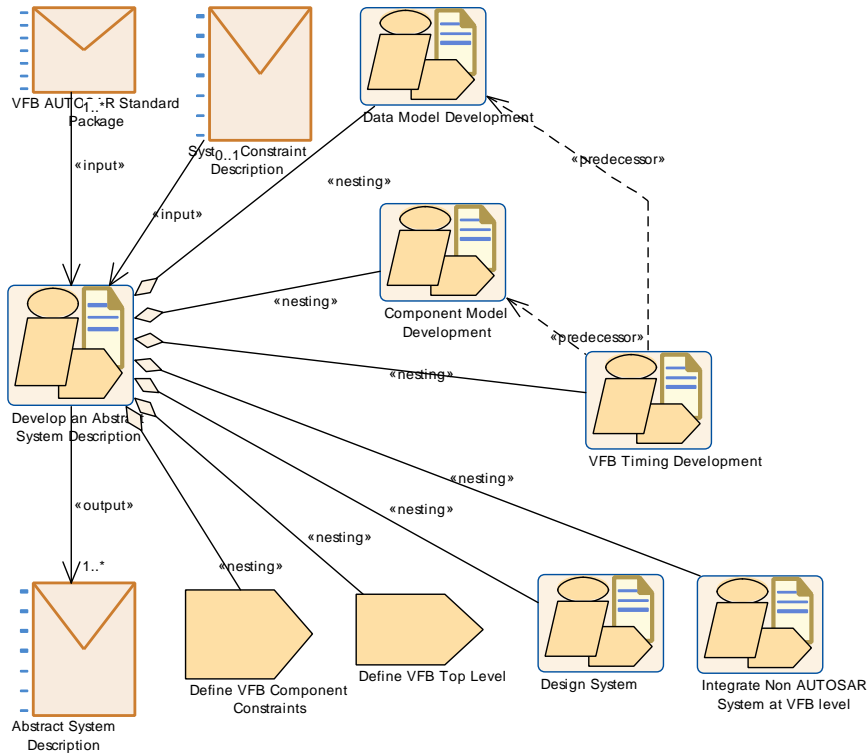 VFB AUTOSAR Standard
Package
1..*
System Constraint
Description
0..1
Data Model Development
«input»
«predecessor»
«nesting»
«input»
Component Model
Development
«nesting»
«predecessor»
«nesting»
Develop an Abstract
System Description
VFB Timing Development
«nesting»
«output»
«nesting»
«nesting»
«nesting»
1..*
Define VFB Component
Constraints
Define VFB Top Level
Design System
Integrate Non AUTOSAR
System at VFB level
Abstract System
Description